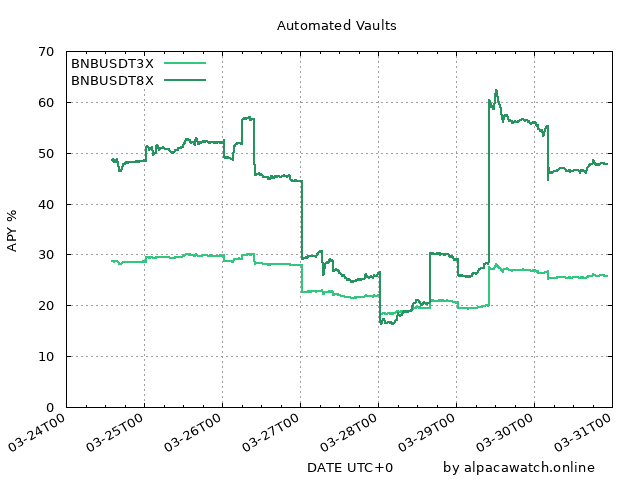 Automated Vaults
BNBUSDT3X
BNBUSDT8X
APY %
70
60
50
40
30
20
10
0
03-24T00
03-25T00
03-26T00
03-27T00
03-28T00
03-29T00
03-30T00
03-31T00
DATE UTC+0
by alpacawatch.online